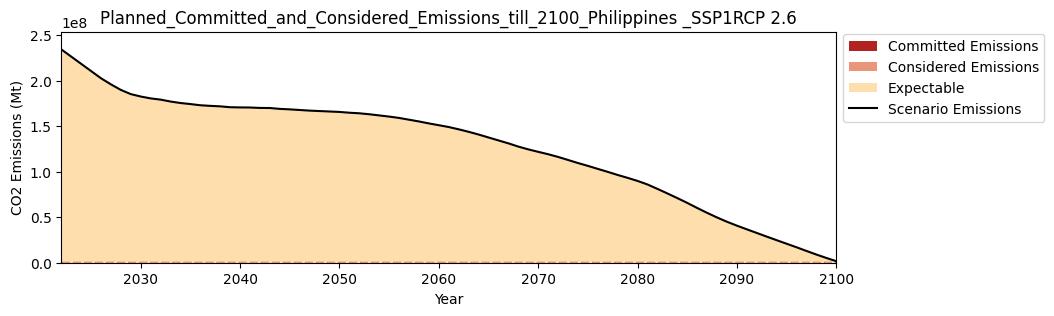 Planned_Committed_and_Considered_Emissions_till_2100_Philippines _SSP1RCP 2.6
1e8
2.5
2.0
1.5
1.0
0.5
0.0
CO2 Emissions (Mt)
2030 2040 2050 2060 2070 2080 2090 2100
Year
Committed Emissions
Considered Emissions
Expectable
Scenario Emissions